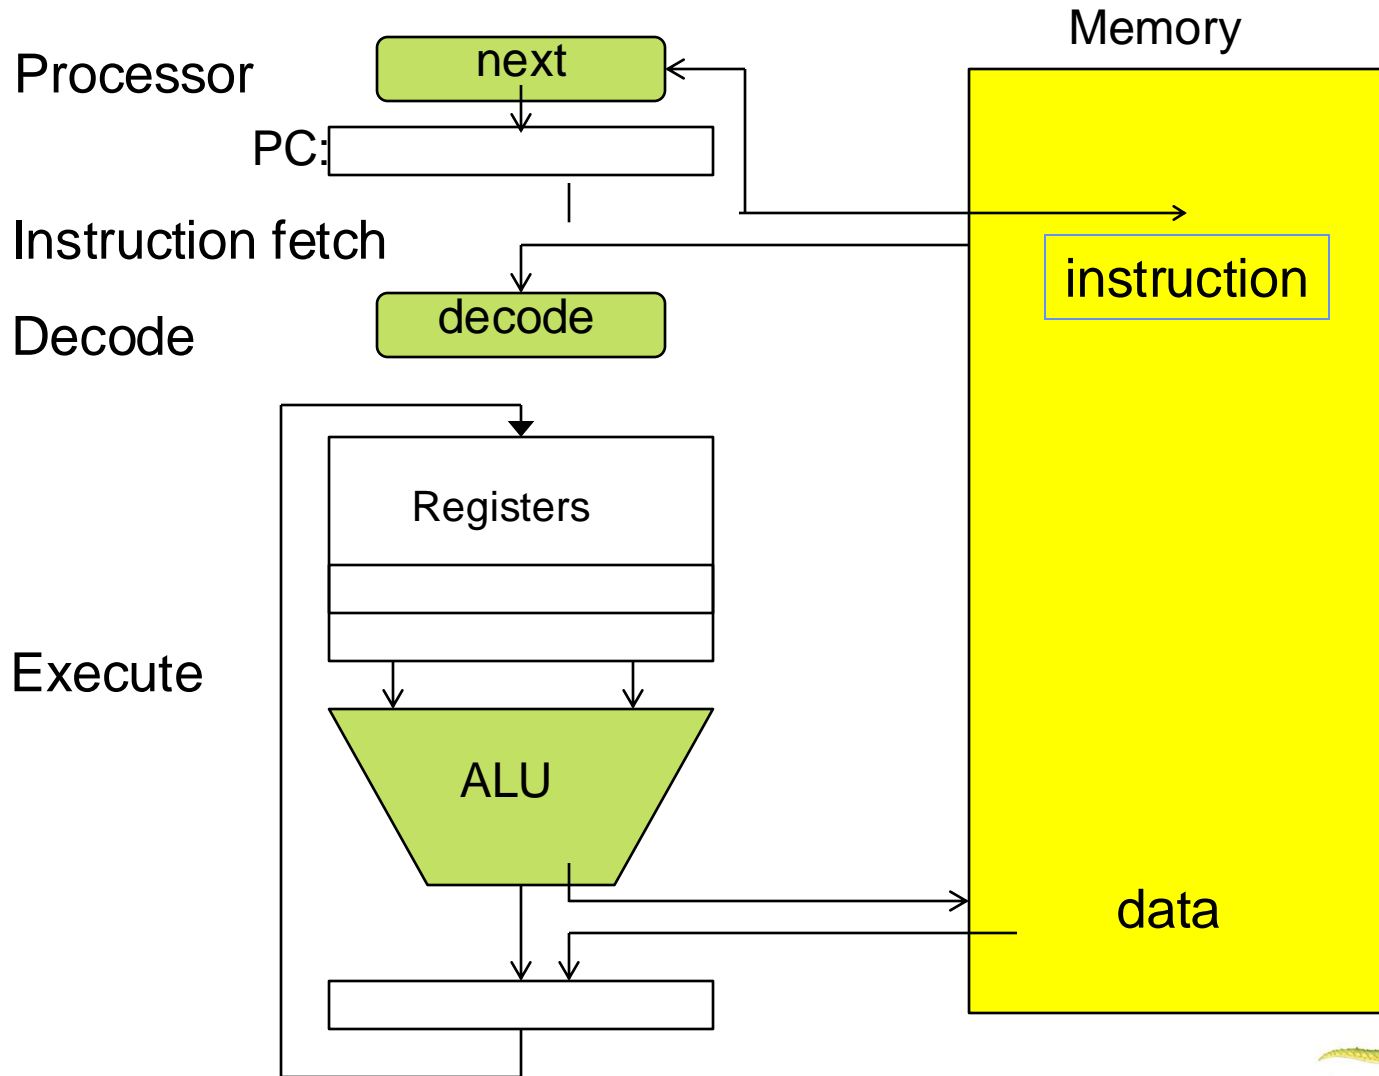 Memory
Processor
next
PC:
Instruction fetch
instruction
Decode
decode
Registers
Execute
ALU
data